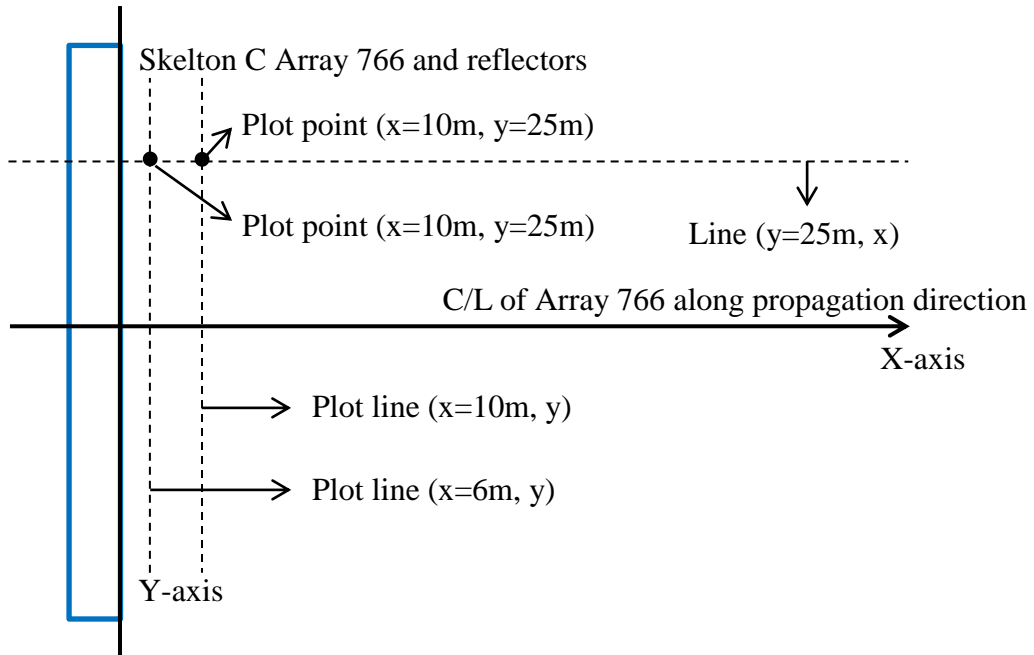 Skelton C Array 766 and reflectors
Plot point (x=10m, y=25m)
Plot point (x=10m, y=25m)
Line (y=25m, x)
C/L of Array 766 along propagation direction
X-axis
Plot line (x=10m, y)
Plot line (x=6m, y)
Y-axis